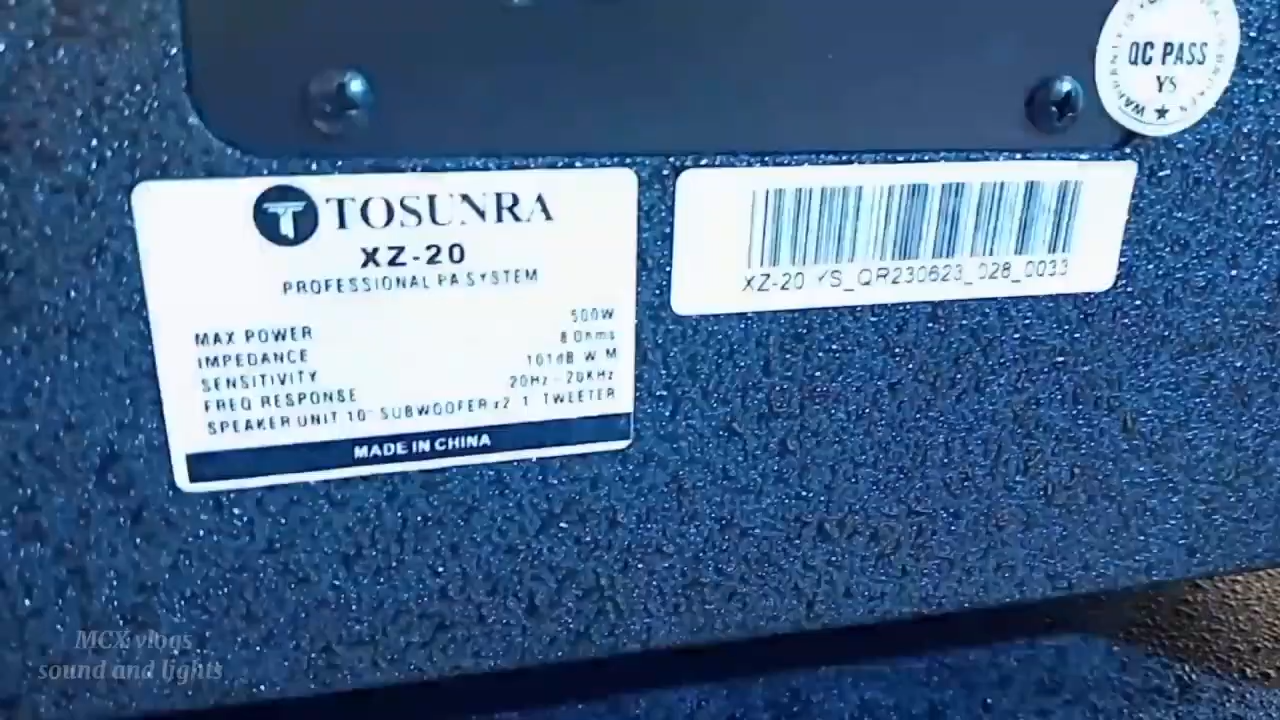 QC PASS
YS
TOSUNRA
XZ-20
PROFESSIONAL PA SYSTEM
MAX POWER 500W
IMPEDANCE 8 Ohms
SENSITIVITY 101dB W M
FREQ RESPONSE 20Hz - 20KHz
SPEAKER UNIT 10" SUBWOOFER x2 1" TWEETER
MADE IN CHINA
XZ-20 YS_QR230623_028_0033
MCX vlogs
sound and lights